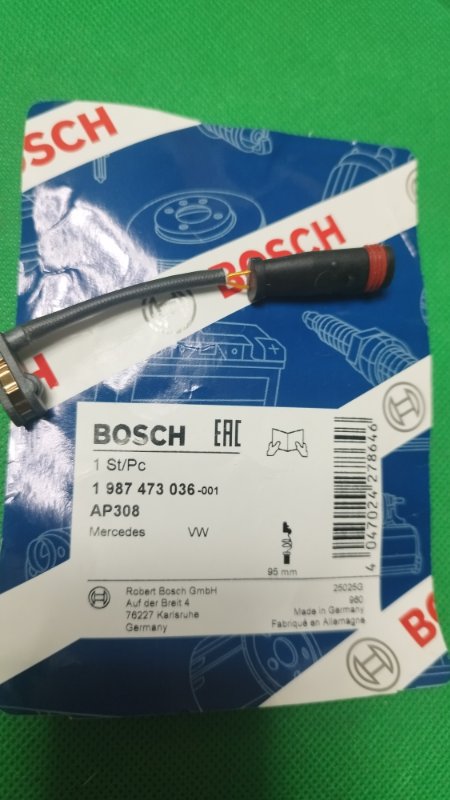 BOSCH
BOSCH
BOSCH EAC
1 St/Pc
1 987 473 036-001
AP308
Mercedes VW
95 mm
4 047024 278646
Robert Bosch GmbH
Auf der Breit 4
76227 Karlsruhe
Germany
25025G
980
Made in Germany
Fabriqué en Allemagne